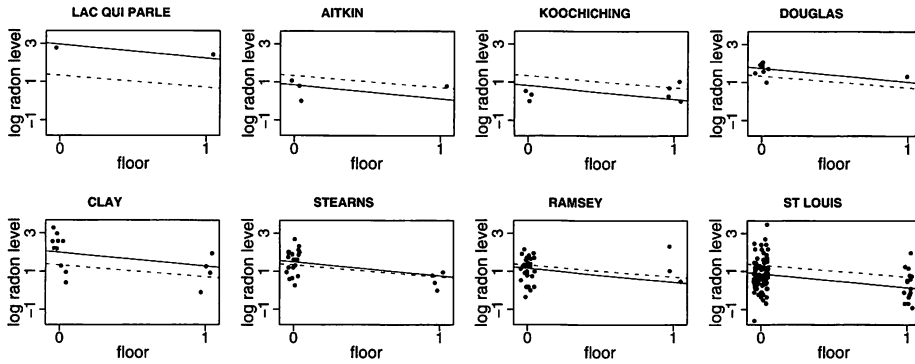 LAC QUI PARLE
AITKIN
KOOCHICHING
DOUGLAS
log radon level
-1 1 3
0 1
floor
log radon level
-1 1 3
0 1
floor
log radon level
-1 1 3
0 1
floor
log radon level
-1 1 3
0 1
floor
CLAY
STEARNS
RAMSEY
ST LOUIS
log radon level
-1 1 3
0 1
floor
log radon level
-1 1 3
0 1
floor
log radon level
-1 1 3
0 1
floor
log radon level
-1 1 3
0 1
floor